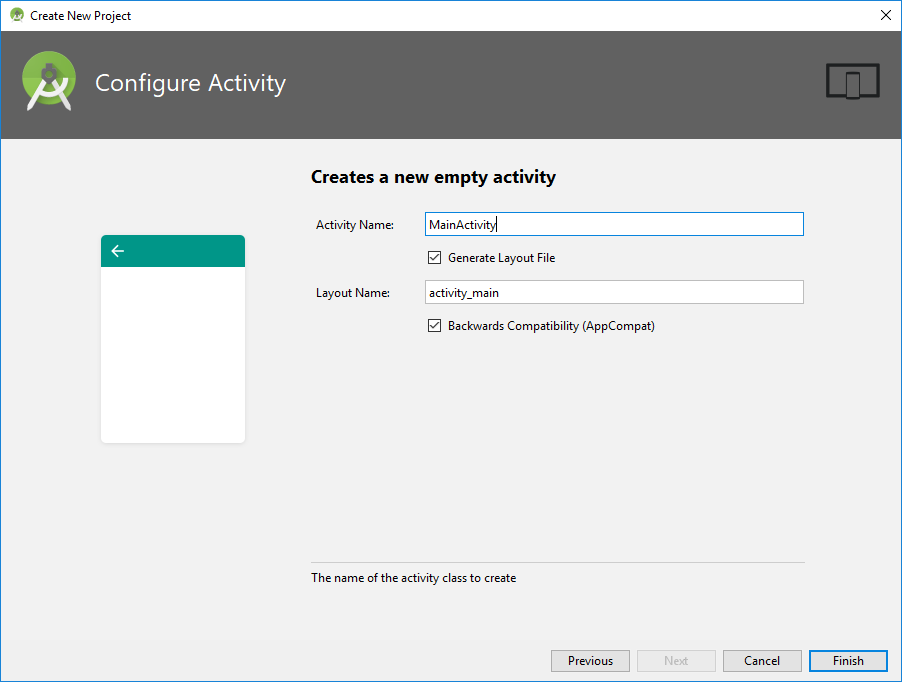 Create New Project
Configure Activity
Creates a new empty activity
Activity Name: MainActivity
Generate Layout File
Layout Name: activity_main
Backwards Compatibility (AppCompat)
The name of the activity class to create
Previous Next Cancel Finish